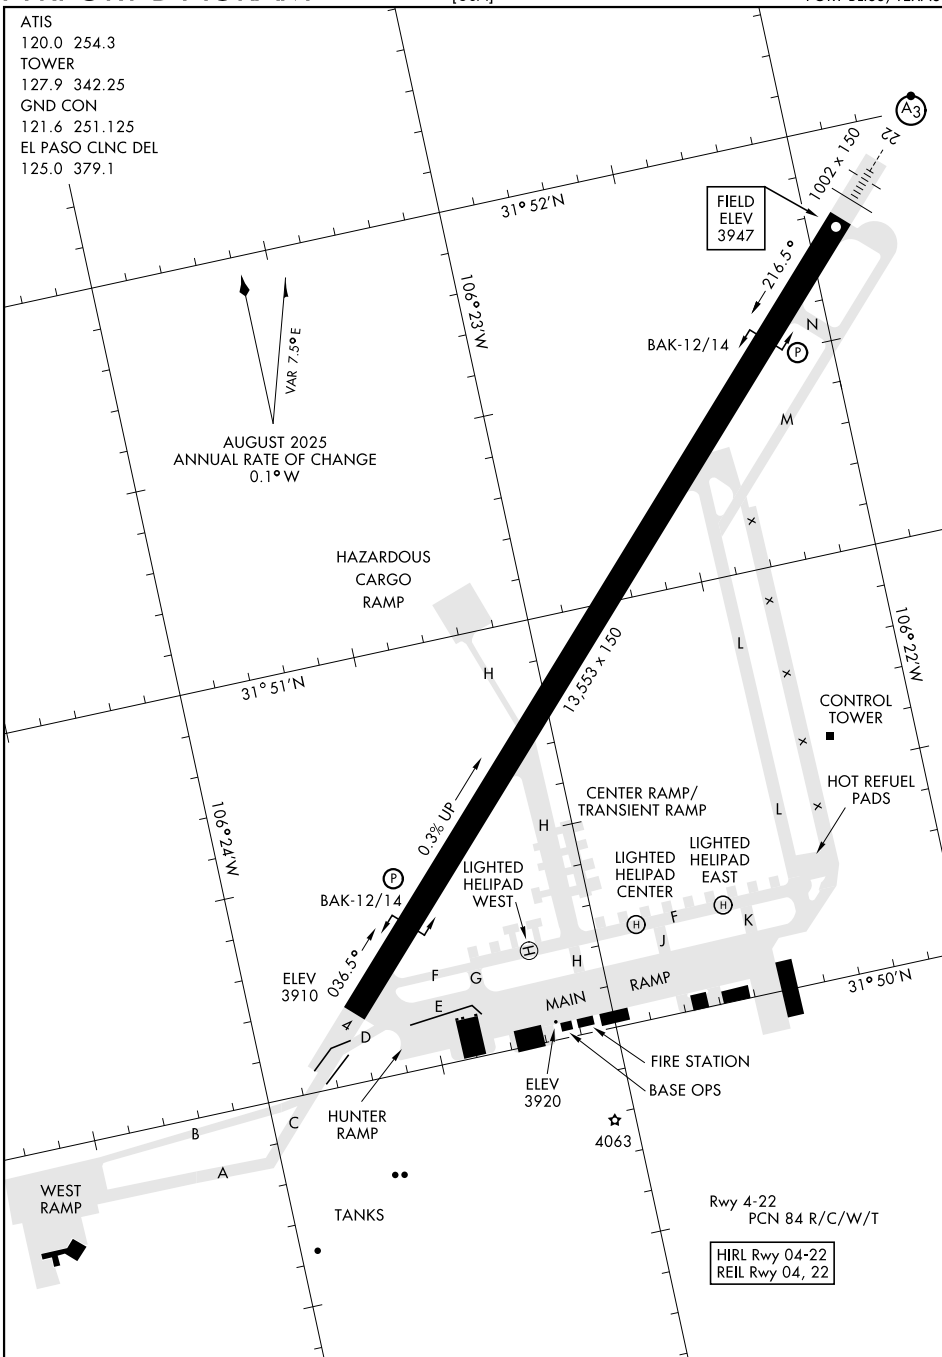 [USA]
ATIS
120.0 254.3
TOWER
127.9 342.25
GND CON
121.6 251.125
EL PASO CLNC DEL
125.0 379.1
A3
22
1002 x 150
31°52'N
FIELD
ELEV
3947
216.5°
106°23'W
N
BAK-12/14
P
VAR 7.5°E
M
AUGUST 2025
ANNUAL RATE OF CHANGE
0.1°W
x
HAZARDOUS
CARGO
RAMP
x
106°22'W
13,553 x 150
L
H
31°51'N
x
CONTROL
TOWER
x
HOT REFUEL
PADS
0.3% UP
CENTER RAMP/
TRANSIENT RAMP
L
x
106°24'W
H
LIGHTED
HELIPAD
WEST
LIGHTED
HELIPAD
CENTER
LIGHTED
HELIPAD
EAST
P
BAK-12/14
H
H
F
K
J
036.5°
H
H
F
G
ELEV
3910
31°50'N
MAIN
RAMP
E
4
D
FIRE STATION
BASE OPS
ELEV
3920
HUNTER
RAMP
C
B
4063
A
WEST
RAMP
TANKS
Rwy 4-22
PCN 84 R/C/W/T
HIRL Rwy 04-22
REIL Rwy 04, 22